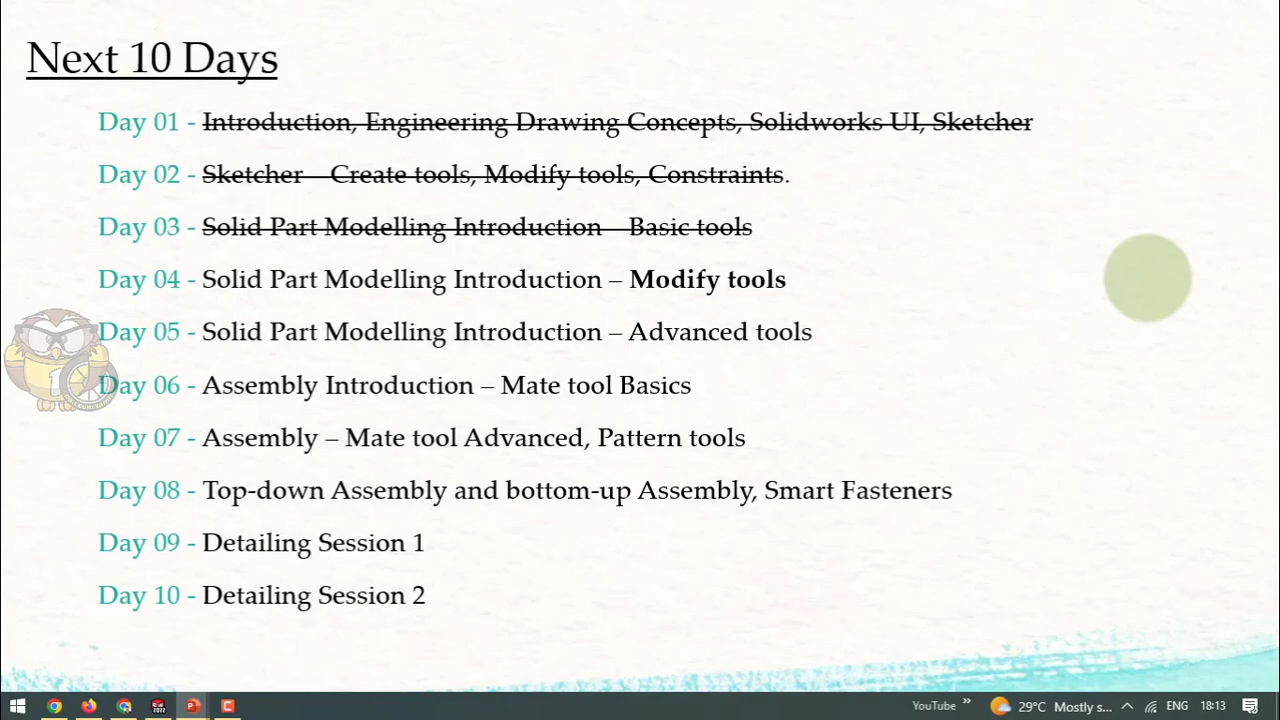 Next 10 Days
Day 01 - Introduction, Engineering Drawing Concepts, Solidworks UI, Sketcher
Day 02 - Sketcher – Create tools, Modify tools, Constraints.
Day 03 - Solid Part Modelling Introduction – Basic tools
Day 04 - Solid Part Modelling Introduction – Modify tools
Day 05 - Solid Part Modelling Introduction – Advanced tools
Day 06 - Assembly Introduction – Mate tool Basics
Day 07 - Assembly – Mate tool Advanced, Pattern tools
Day 08 - Top-down Assembly and bottom-up Assembly, Smart Fasteners
Day 09 - Detailing Session 1
Day 10 - Detailing Session 2
YouTube » 29°C Mostly s... ENG 18:13